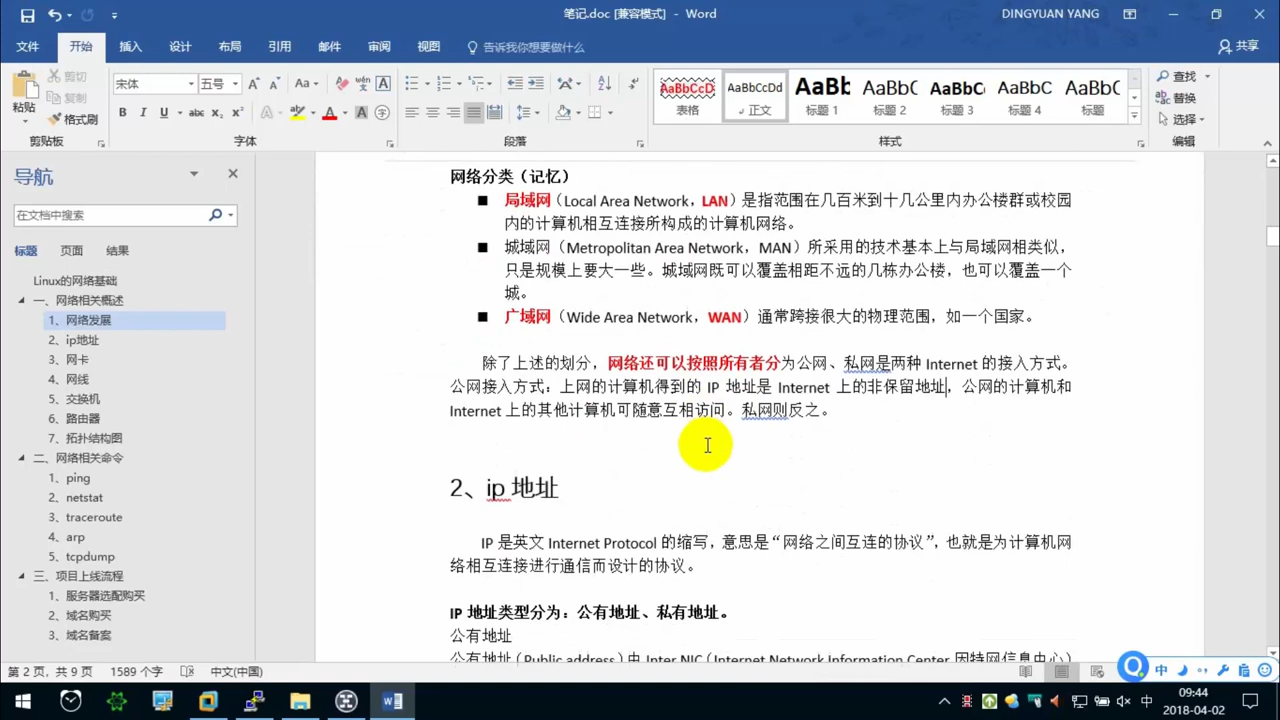 笔记.doc [兼容模式] - Word
DINGYUAN YANG
文件 开始 插入 设计 布局 引用 邮件 审阅 视图 告诉我你想要做什么 共享
粘贴
剪切
复制
格式刷
宋体 五号
B I U abc x₂ x²
剪贴板 字体 段落 样式 编辑
AaBbCcD 表格
AaBbCcDd 正文
AaBb 标题 1
AaBbC 标题 2
AaBbC 标题 3
AaBbC 标题 4
AaBbC 标题
查找
替换
选择
导航
在文档中搜索
标题 页面 结果
Linux的网络基础
一、网络相关概述
1、网络发展
2、ip地址
3、网卡
4、网线
5、交换机
6、路由器
7、拓扑结构图
二、网络相关命令
1、ping
2、netstat
3、traceroute
4、arp
5、tcpdump
三、项目上线流程
1、服务器选配购买
2、域名购买
3、域名备案
网络分类（记忆）
■ 局域网（Local Area Network，LAN）是指范围在几百米到十几公里内办公楼群或校园
内的计算机相互连接所构成的计算机网络。
■ 城域网（Metropolitan Area Network，MAN）所采用的技术基本上与局域网相类似，
只是规模上要大一些。城域网既可以覆盖相距不远的几栋办公楼，也可以覆盖一个
城。
■ 广域网（Wide Area Network，WAN）通常跨接很大的物理范围，如一个国家。
除了上述的划分，网络还可以按照所有者分为公网、私网是两种 Internet 的接入方式。
公网接入方式：上网的计算机得到的 IP 地址是 Internet 上的非保留地址，公网的计算机和
Internet 上的其他计算机可随意互相访问。私网则反之。
2、ip 地址
IP 是英文 Internet Protocol 的缩写，意思是“网络之间互连的协议”，也就是为计算机网
络相互连接进行通信而设计的协议。
IP 地址类型分为：公有地址、私有地址。
公有地址
公有地址（Public address）由 Inter NIC（Internet Network Information Center 因特网信息中心）
第 2 页，共 9 页 1589 个字 中文(中国)
中
中 09:44
2018-04-02